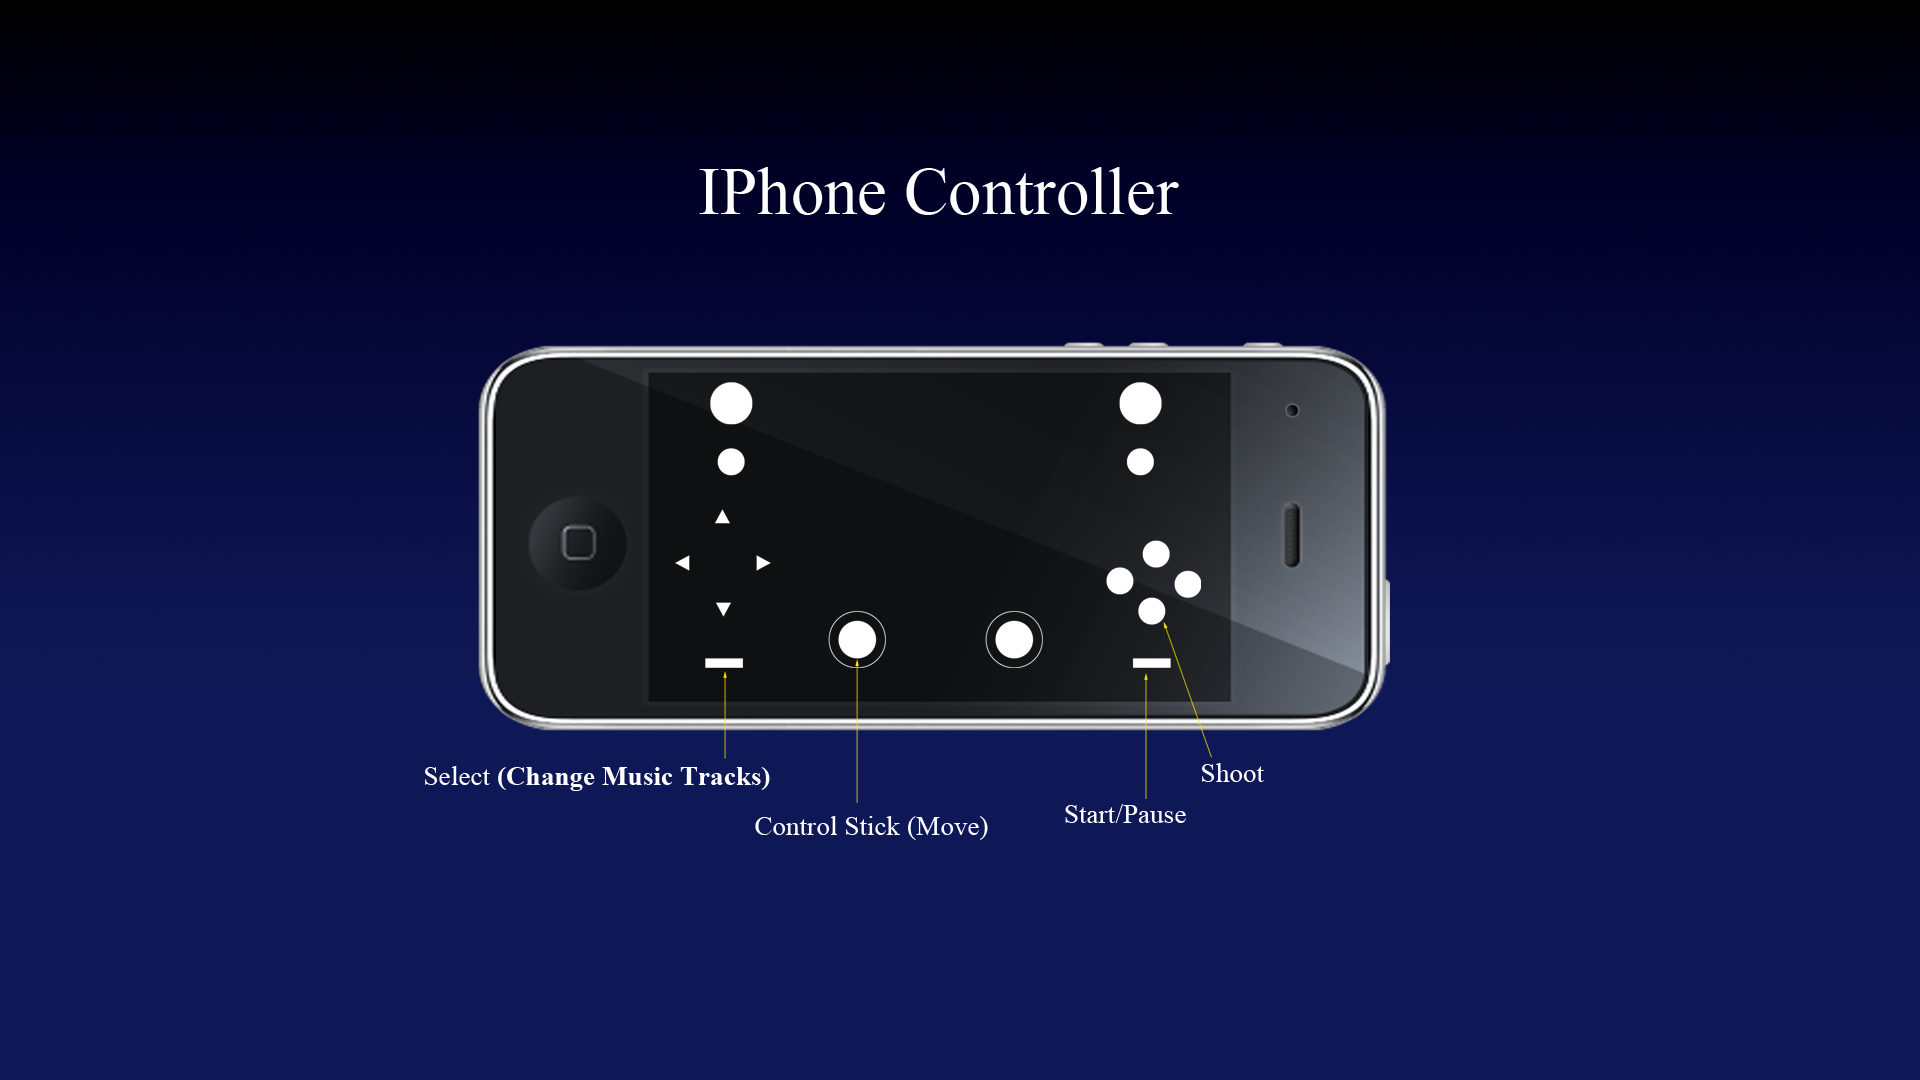 IPhone Controller
Select (Change Music Tracks)
Shoot
Start/Pause
Control Stick (Move)